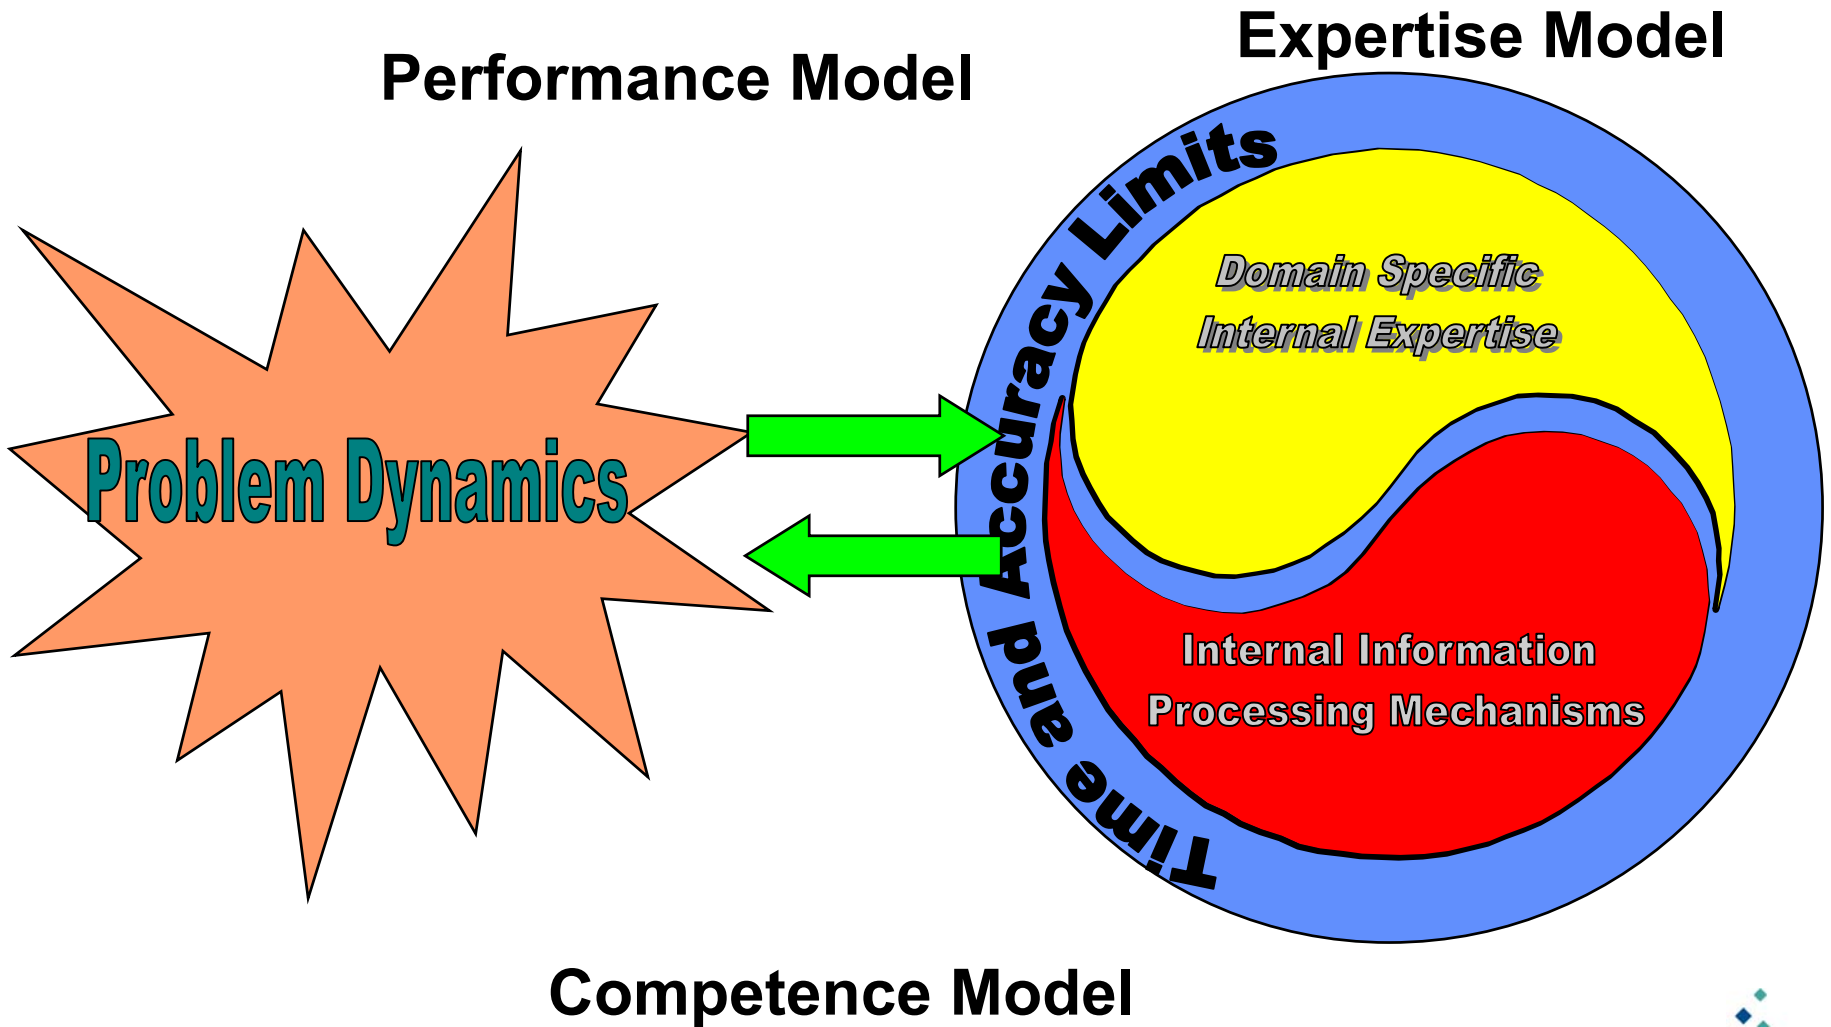 Expertise Model
Performance Model
Time and Accuracy Limits
Domain Specific
Internal Expertise
Problem Dynamics
Internal Information
Processing Mechanisms
Competence Model